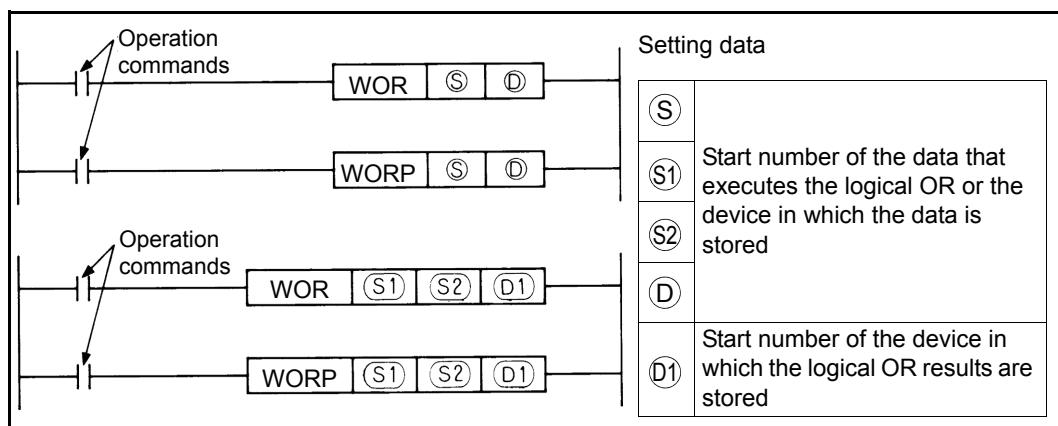 Operation
commands
WOR Ⓢ Ⓓ
WORP Ⓢ Ⓓ
Operation
commands
WOR S1 S2 D1
WORP S1 S2 D1
Setting data
Ⓢ
S1
S2
Ⓓ
Start number of the data that
executes the logical OR or the
device in which the data is
stored
D1
Start number of the device in
which the logical OR results are
stored